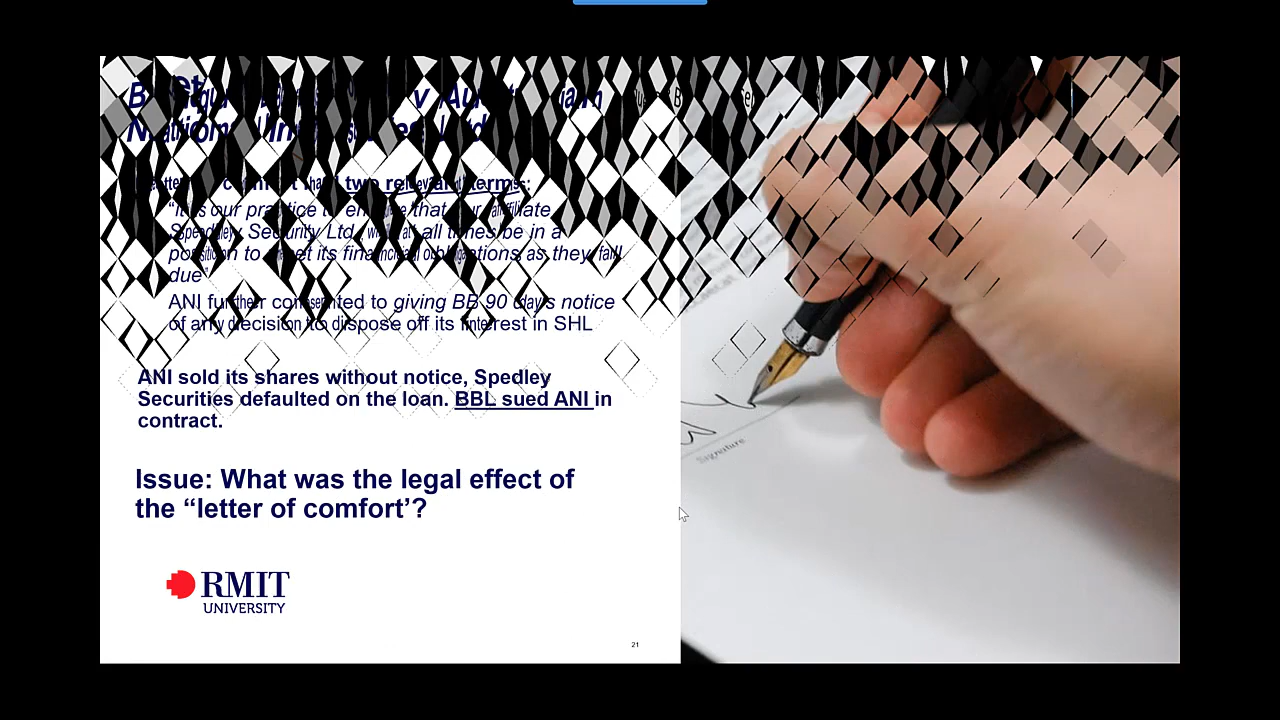 two relevant terms:
“It is our practice to ensure that our affiliate
Spedley Security Ltd, will at all times be in a
position to meet its financial obligations as they fall
due”
ANI further consented to giving BB 90 day's notice
of any decision to dispose off its interest in SHL
ANI sold its shares without notice, Spedley
Securities defaulted on the loan. BBL sued ANI in
contract.
Issue: What was the legal effect of
the “letter of comfort’?
Signature
RMIT
UNIVERSITY
21